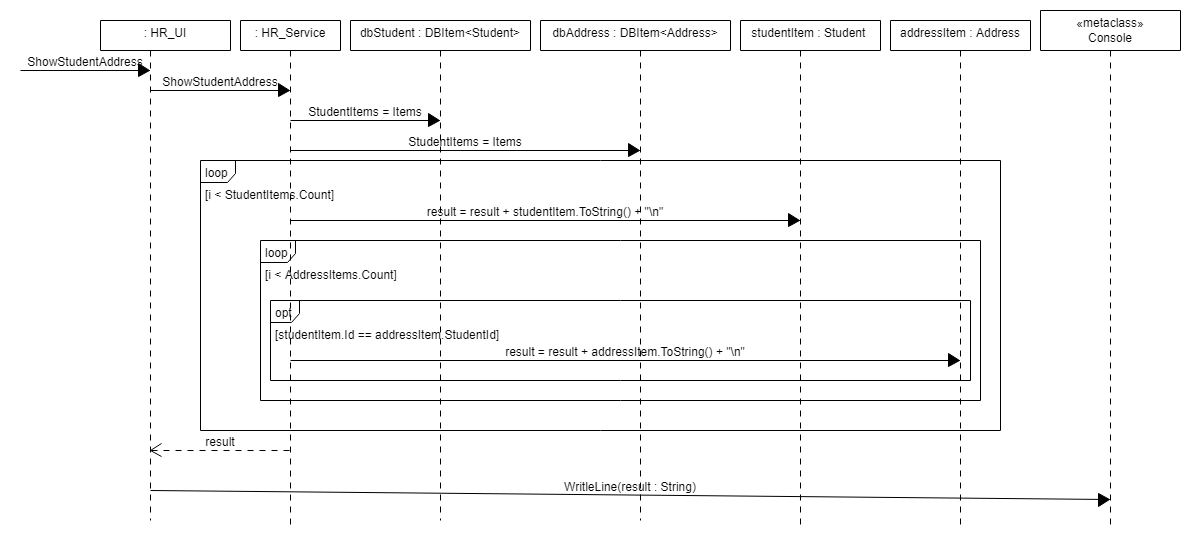 : HR_UI
: HR_Service
dbStudent : DBItem<Student>
dbAddress : DBItem<Address>
studentItem : Student
addressItem : Address
«metaclass»
Console
ShowStudentAddress
ShowStudentAddress
StudentItems = Items
StudentItems = Items
loop
[i < StudentItems.Count]
result = result + studentItem.ToString() + "\n"
loop
[i < AddressItems.Count]
opt
[studentItem.Id == addressItem.StudentId]
result = result + addressItem.ToString() + "\n"
result
WritleLine(result : String)